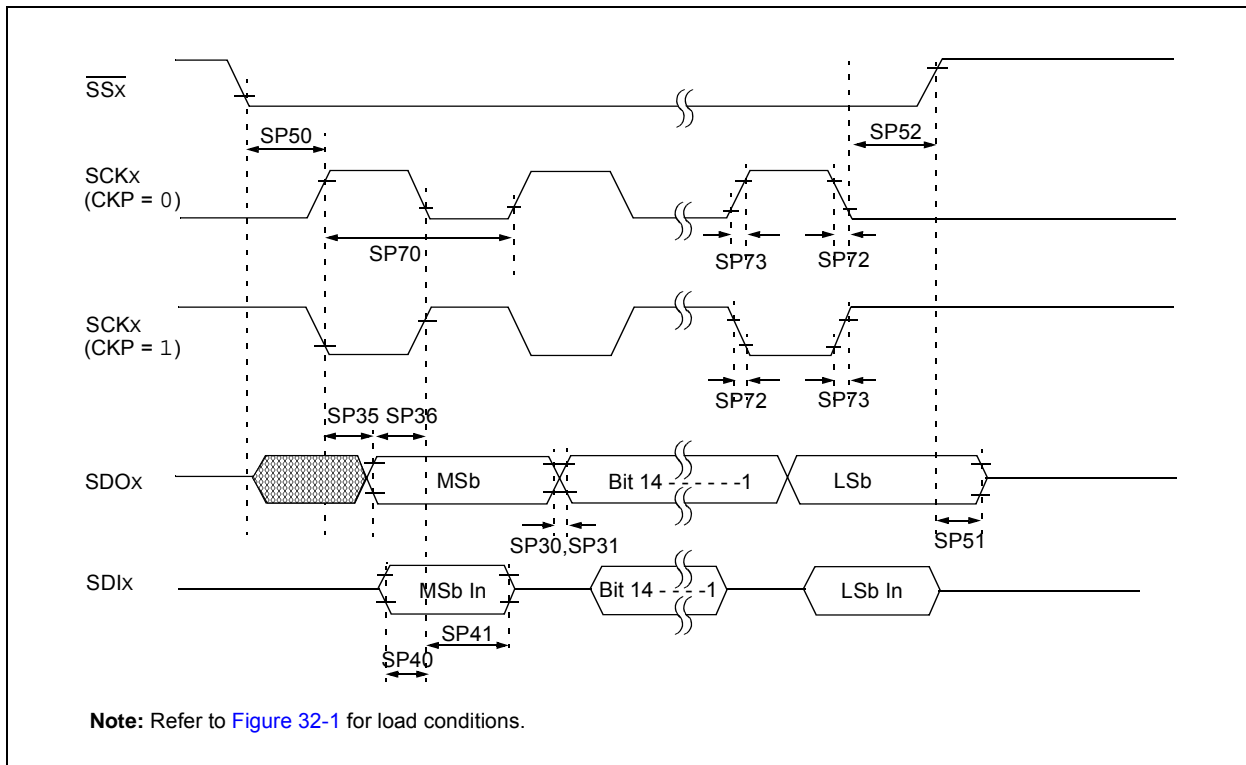 SSx
SP50
SP52
SCKx
(CKP = 0)
SP70
SP73
SP72
SCKx
(CKP = 1)
SP72
SP73
SP35
SP36
SDOx
MSb
Bit 14 - - - - - -1
LSb
SP30,SP31
SP51
SDIx
MSb In
Bit 14 - - - -1
LSb In
SP41
SP40
Note: Refer to Figure 32-1 for load conditions.